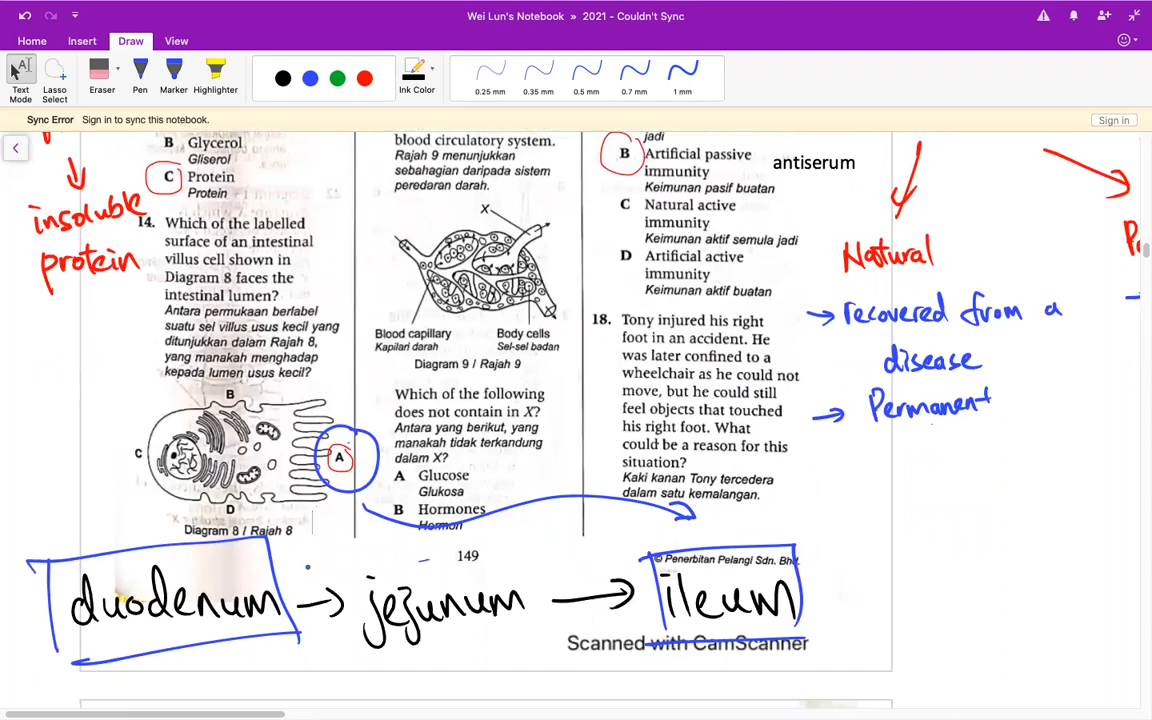 Wei Lun's Notebook » 2021 - Couldn't Sync
Home Insert Draw View
Text Mode
Lasso Select
Eraser
Pen
Marker
Highlighter
Ink Color
0.25 mm
0.35 mm
0.5 mm
0.7 mm
1 mm
Sync Error Sign in to sync this notebook.
Sign in
B Glycerol
Gliserol
C Protein
Protein
insoluble
protein
14. Which of the labelled
surface of an intestinal
villus cell shown in
Diagram 8 faces the
intestinal lumen?
Antara permukaan berlabel
suatu sel villus usus kecil yang
ditunjukkan dalam Rajah 8,
yang manakah menghadap
kepada lumen usus kecil?
B
C
A
D
Diagram 8 / Rajah 8
blood circulatory system.
Rajah 9 menunjukkan
sebahagian daripada sistem
peredaran darah.
X
Blood capillary
Kapilari darah
Body cells
Sel-sel badan
Diagram 9 / Rajah 9
Which of the following
does not contain in X?
Antara yang berikut, yang
manakah tidak terkandung
dalam X?
A Glucose
Glukosa
B Hormones
Hormon
149
jadi
B Artificial passive
immunity
Keimunan pasif buatan
antiserum
C Natural active
immunity
Keimunan aktif semula jadi
D Artificial active
immunity
Keimunan aktif buatan
18. Tony injured his right
foot in an accident. He
was later confined to a
wheelchair as he could not
move, but he could still
feel objects that touched
his right foot. What
could be a reason for this
situation?
Kaki kanan Tony tercedera
dalam satu kemalangan.
© Penerbitan Pelangi Sdn. Bhd.
Natural
→ recovered from a
disease
→ Permanent
duodenum → jejunum → ileum
Scanned with CamScanner